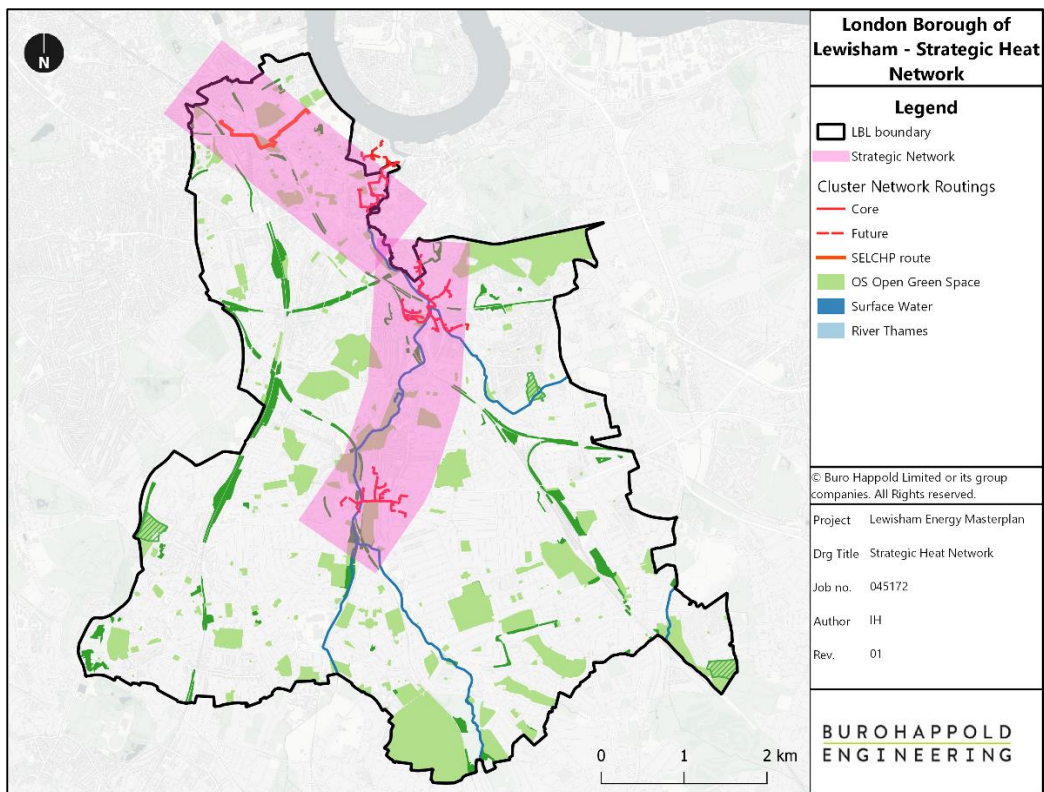 N
London Borough of
Lewisham - Strategic Heat
Network
Legend
LBL boundary
Strategic Network
Cluster Network Routings
Core
Future
SELCHP route
OS Open Green Space
Surface Water
River Thames
© Buro Happold Limited or its group
companies. All Rights reserved.
Project Lewisham Energy Masterplan
Drg Title Strategic Heat Network
Job no. 045172
Author IH
Rev. 01
0 1 2 km
BUROHAPPOLD
ENGINEERING